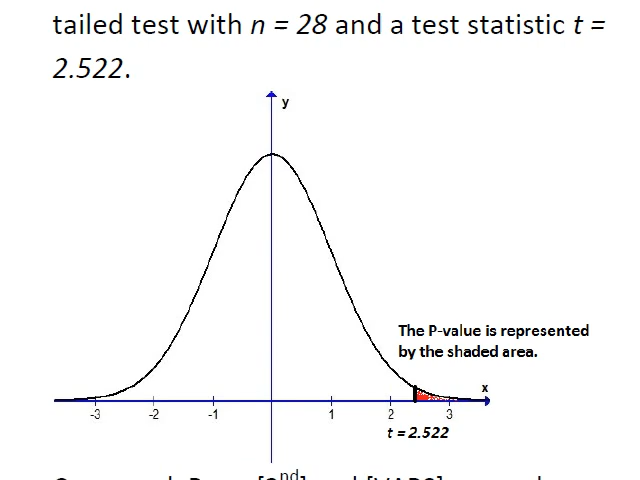 tailed test with n = 28 and a test statistic t =
2.522.
y
The P-value is represented
by the shaded area.
x
-3 -2 -1 1 2 3
t = 2.522